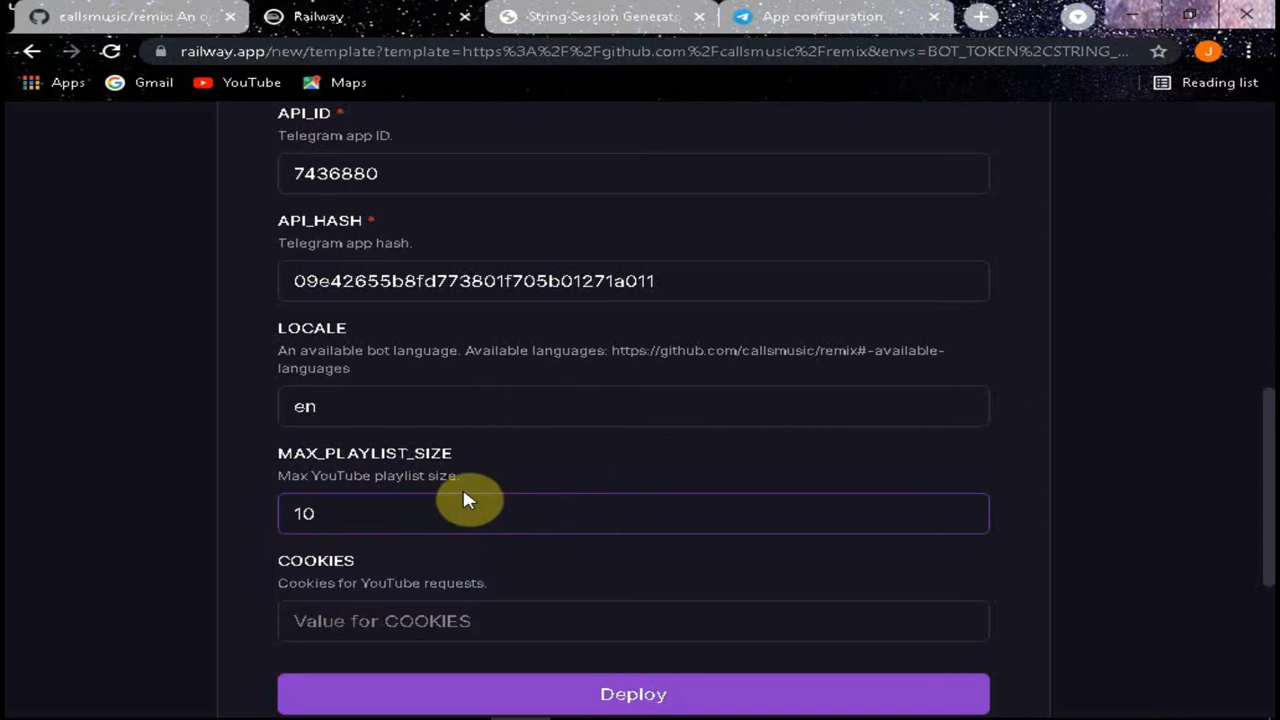 callsmusic/remix: An o
Railway
String-Session Generat
App configuration
railway.app/new/template?template=https%3A%2F%2Fgithub.com%2Fcallsmusic%2Fremix&envs=BOT_TOKEN%2CSTRING_...
J
Apps
Gmail
YouTube
Maps
Reading list
API_ID *
Telegram app ID.
7436880
API_HASH *
Telegram app hash.
09e42655b8fd773801f705b01271a011
LOCALE
An available bot language. Available languages: https://github.com/callsmusic/remix#-available-
languages
en
MAX_PLAYLIST_SIZE
Max YouTube playlist size.
10
COOKIES
Cookies for YouTube requests.
Value for COOKIES
Deploy